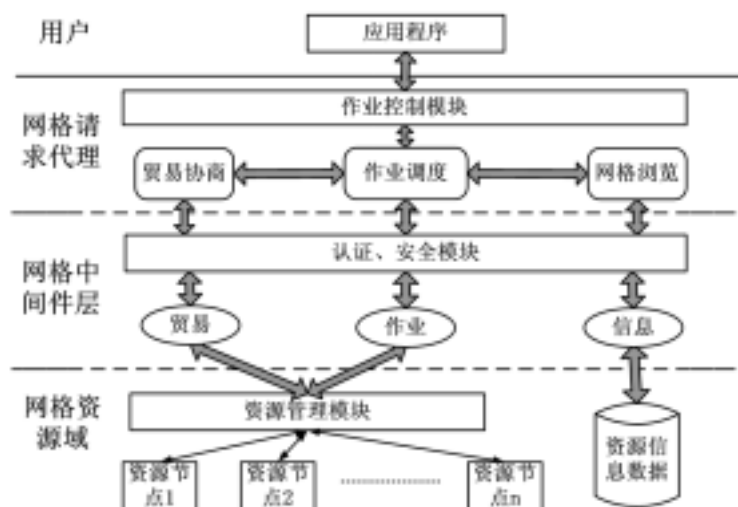 用户
应用程序
作业控制模块
网格请
求代理
贸易协商
作业调度
网格浏览
认证、安全模块
网格中
间件层
贸易
作业
信息
网格资
源域
资源管理模块
资源信
息数据
资源节
点1
资源节
点2
..................
资源节
点n